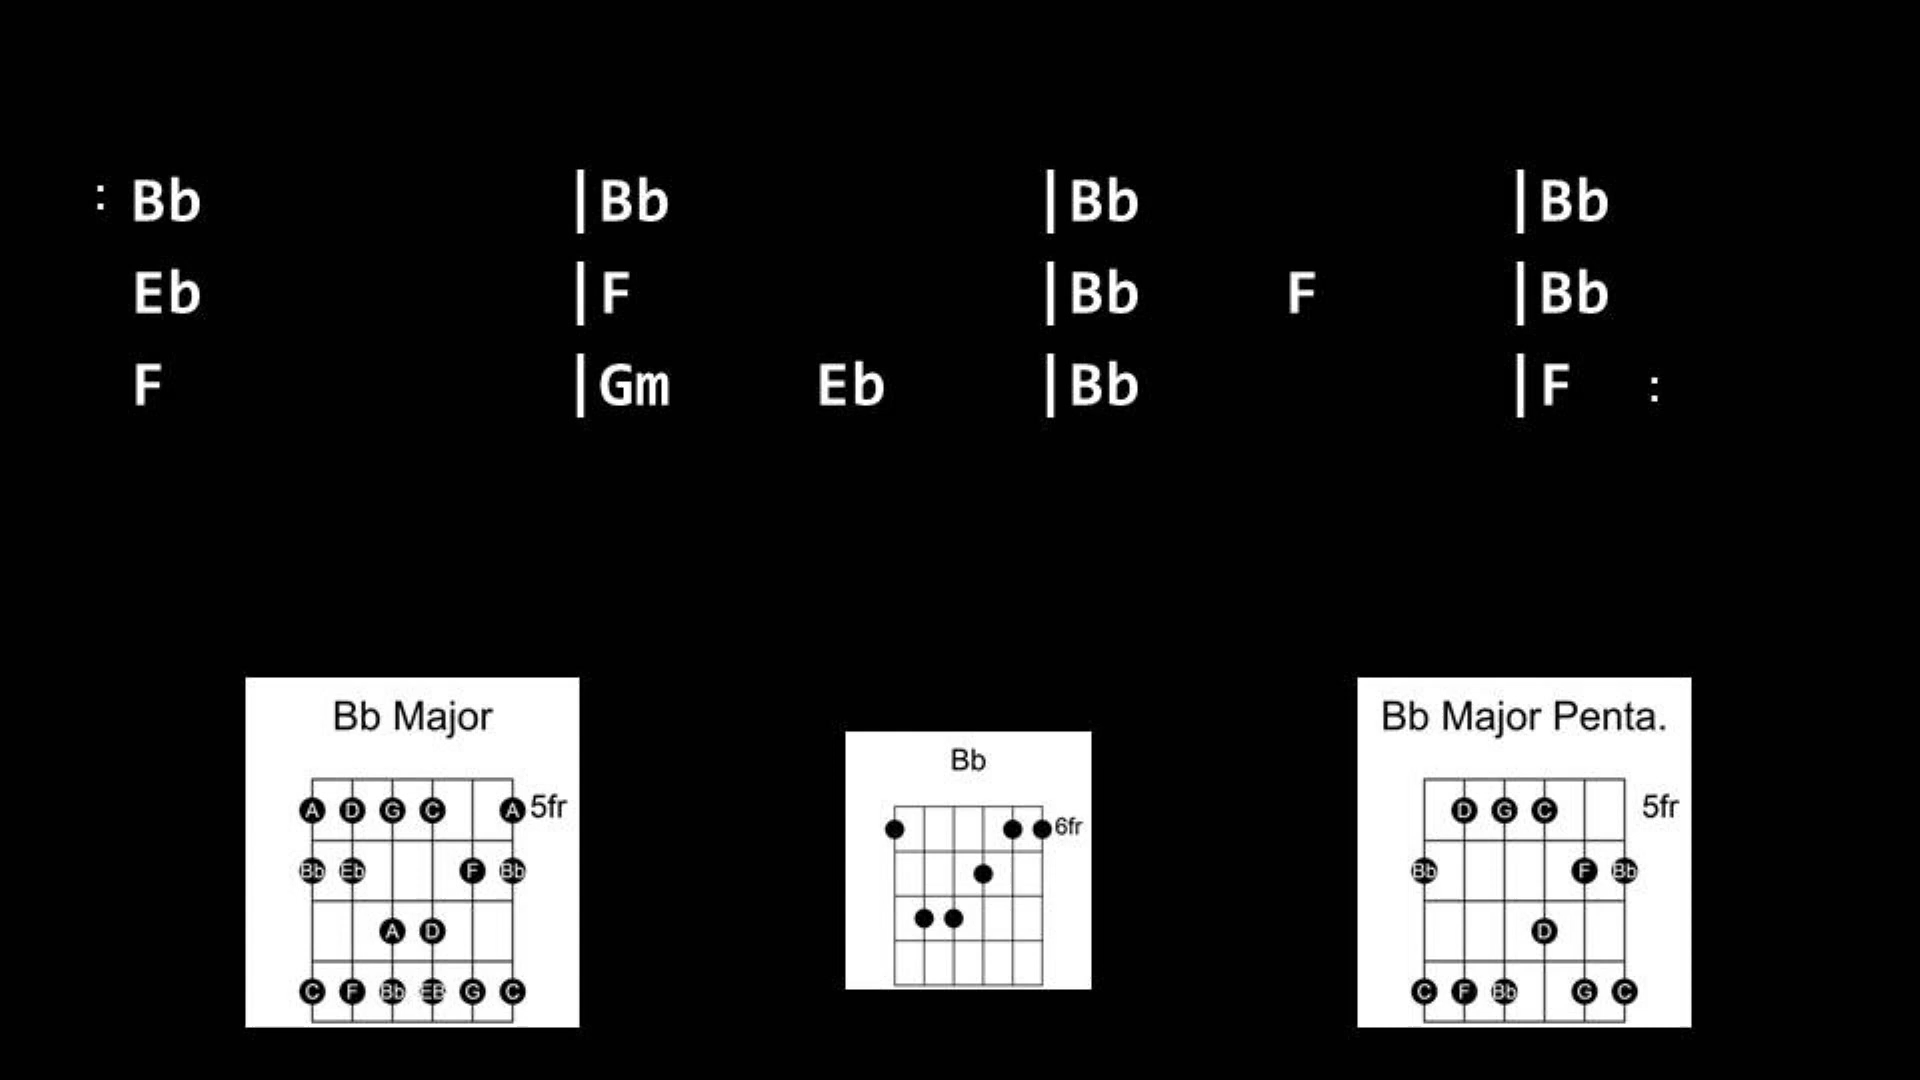 : Bb |Bb |Bb |Bb
Eb |F |Bb F |Bb
F |Gm Eb |Bb |F :
Bb Major
A D G C A 5fr
Bb Eb F Bb
A D
C F Bb EB G C
Bb
6fr
Bb Major Penta.
D G C 5fr
Bb F Bb
D
C F Bb G C